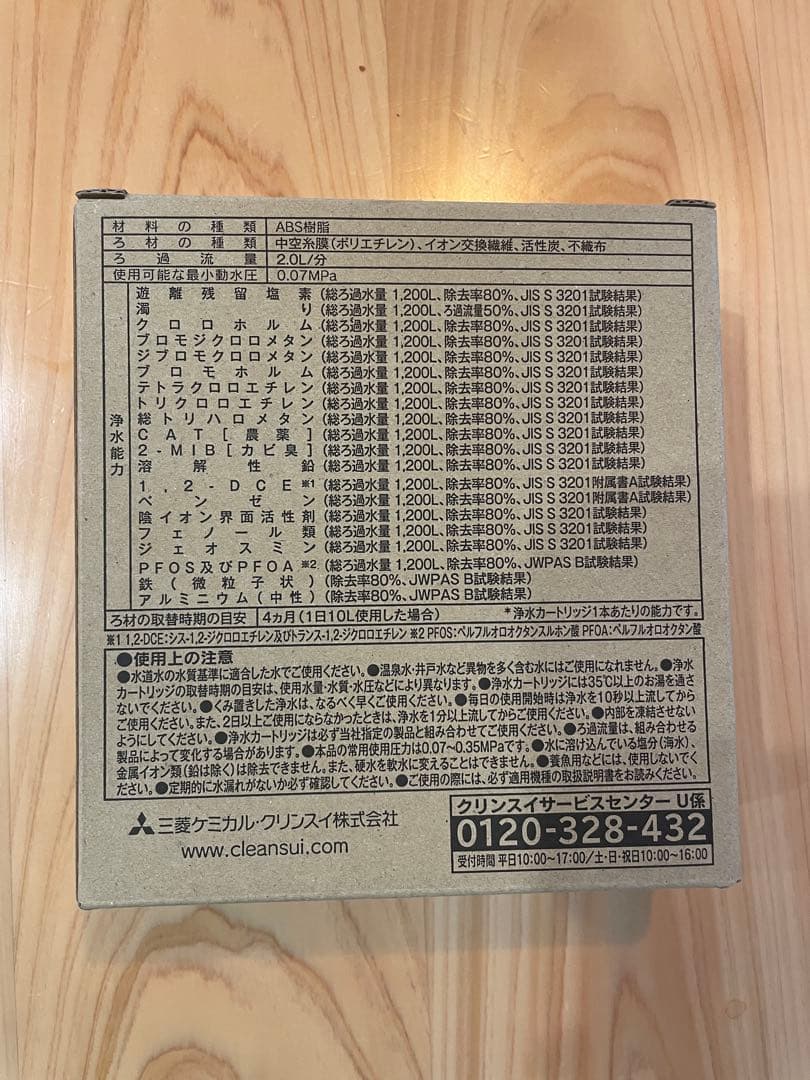 材料の種類 ABS樹脂
ろ材の種類 中空糸膜(ポリエチレン)、イオン交換繊維、活性炭、不織布
ろ過流量 2.0L/分
使用可能な最小動水圧 0.07MPa
浄水能力
遊離残留塩素(総ろ過水量 1,200L、除去率80%、JIS S 3201試験結果)
濁り(総ろ過水量 1,200L、ろ過流量50%、JIS S 3201試験結果)
クロロホルム(総ろ過水量 1,200L、除去率80%、JIS S 3201試験結果)
ブロモジクロロメタン(総ろ過水量 1,200L、除去率80%、JIS S 3201試験結果)
ジブロモクロロメタン(総ろ過水量 1,200L、除去率80%、JIS S 3201試験結果)
ブロモホルム(総ろ過水量 1,200L、除去率80%、JIS S 3201試験結果)
テトラクロロエチレン(総ろ過水量 1,200L、除去率80%、JIS S 3201試験結果)
トリクロロエチレン(総ろ過水量 1,200L、除去率80%、JIS S 3201試験結果)
総トリハロメタン(総ろ過水量 1,200L、除去率80%、JIS S 3201試験結果)
CAT[農薬](総ろ過水量 1,200L、除去率80%、JIS S 3201試験結果)
2-MIB[カビ臭](総ろ過水量 1,200L、除去率80%、JIS S 3201試験結果)
溶解性鉛(総ろ過水量 1,200L、除去率80%、JIS S 3201試験結果)
1,2-DCE※1(総ろ過水量 1,200L、除去率80%、JIS S 3201附属書A試験結果)
ベンゼン(総ろ過水量 1,200L、除去率80%、JIS S 3201附属書A試験結果)
陰イオン界面活性剤(総ろ過水量 1,200L、除去率80%、JIS S 3201試験結果)
フェノール類(総ろ過水量 1,200L、除去率80%、JIS S 3201試験結果)
ジェオスミン(総ろ過水量 1,200L、除去率80%、JIS S 3201試験結果)
PFOS及びPFOA※2(総ろ過水量 1,200L、除去率80%、JWPAS B試験結果)
鉄(微粒子状)(除去率80%、JWPAS B試験結果)
アルミニウム(中性)(除去率80%、JWPAS B試験結果)
ろ材の取替時期の目安 4ヵ月(1日10L使用した場合) *浄水カートリッジ1本あたりの能力です。
※1 1,2-DCE:シス-1,2-ジクロロエチレン及びトランス-1,2-ジクロロエチレン ※2 PFOS:ペルフルオロオクタンスルホン酸 PFOA:ペルフルオロオクタン酸
●使用上の注意
●水道水の水質基準に適合した水でご使用ください。●温泉水・井戸水など異物を多く含む水にはご使用になれません。●浄水
カートリッジの取替時期の目安は、使用水量・水質・水圧などにより異なります。●浄水カートリッジには35℃以上のお湯を通さ
ないでください。●くみ置きした浄水は、なるべく早くご使用ください。●毎日の使用開始時は浄水を10秒以上流してから
ご使用ください。また、2日以上ご使用にならなかったときは、浄水を1分以上流してからご使用ください。●内部を凍結させない
ようにしてください。●浄水カートリッジは必ず当社指定の製品と組み合わせてご使用ください。●ろ過流量は、組み合わせる
製品によって変化する場合があります。●本品の常用使用圧力は0.07~0.35MPaです。●水に溶け込んでいる塩分(海水)、
金属イオン類(鉛は除く)は除去できません。また、硬水を軟水に変えることはできません。●養魚用などには、使用しないでく
ださい。●定期的に水漏れがないか必ず確認してください。●ご使用の際には、必ず適用機種の取扱説明書をお読みください。
三菱ケミカル・クリンスイ株式会社
www.cleansui.com
クリンスイサービスセンター U係
0120-328-432
受付時間 平日10:00~17:00/土・日・祝日10:00~16:00